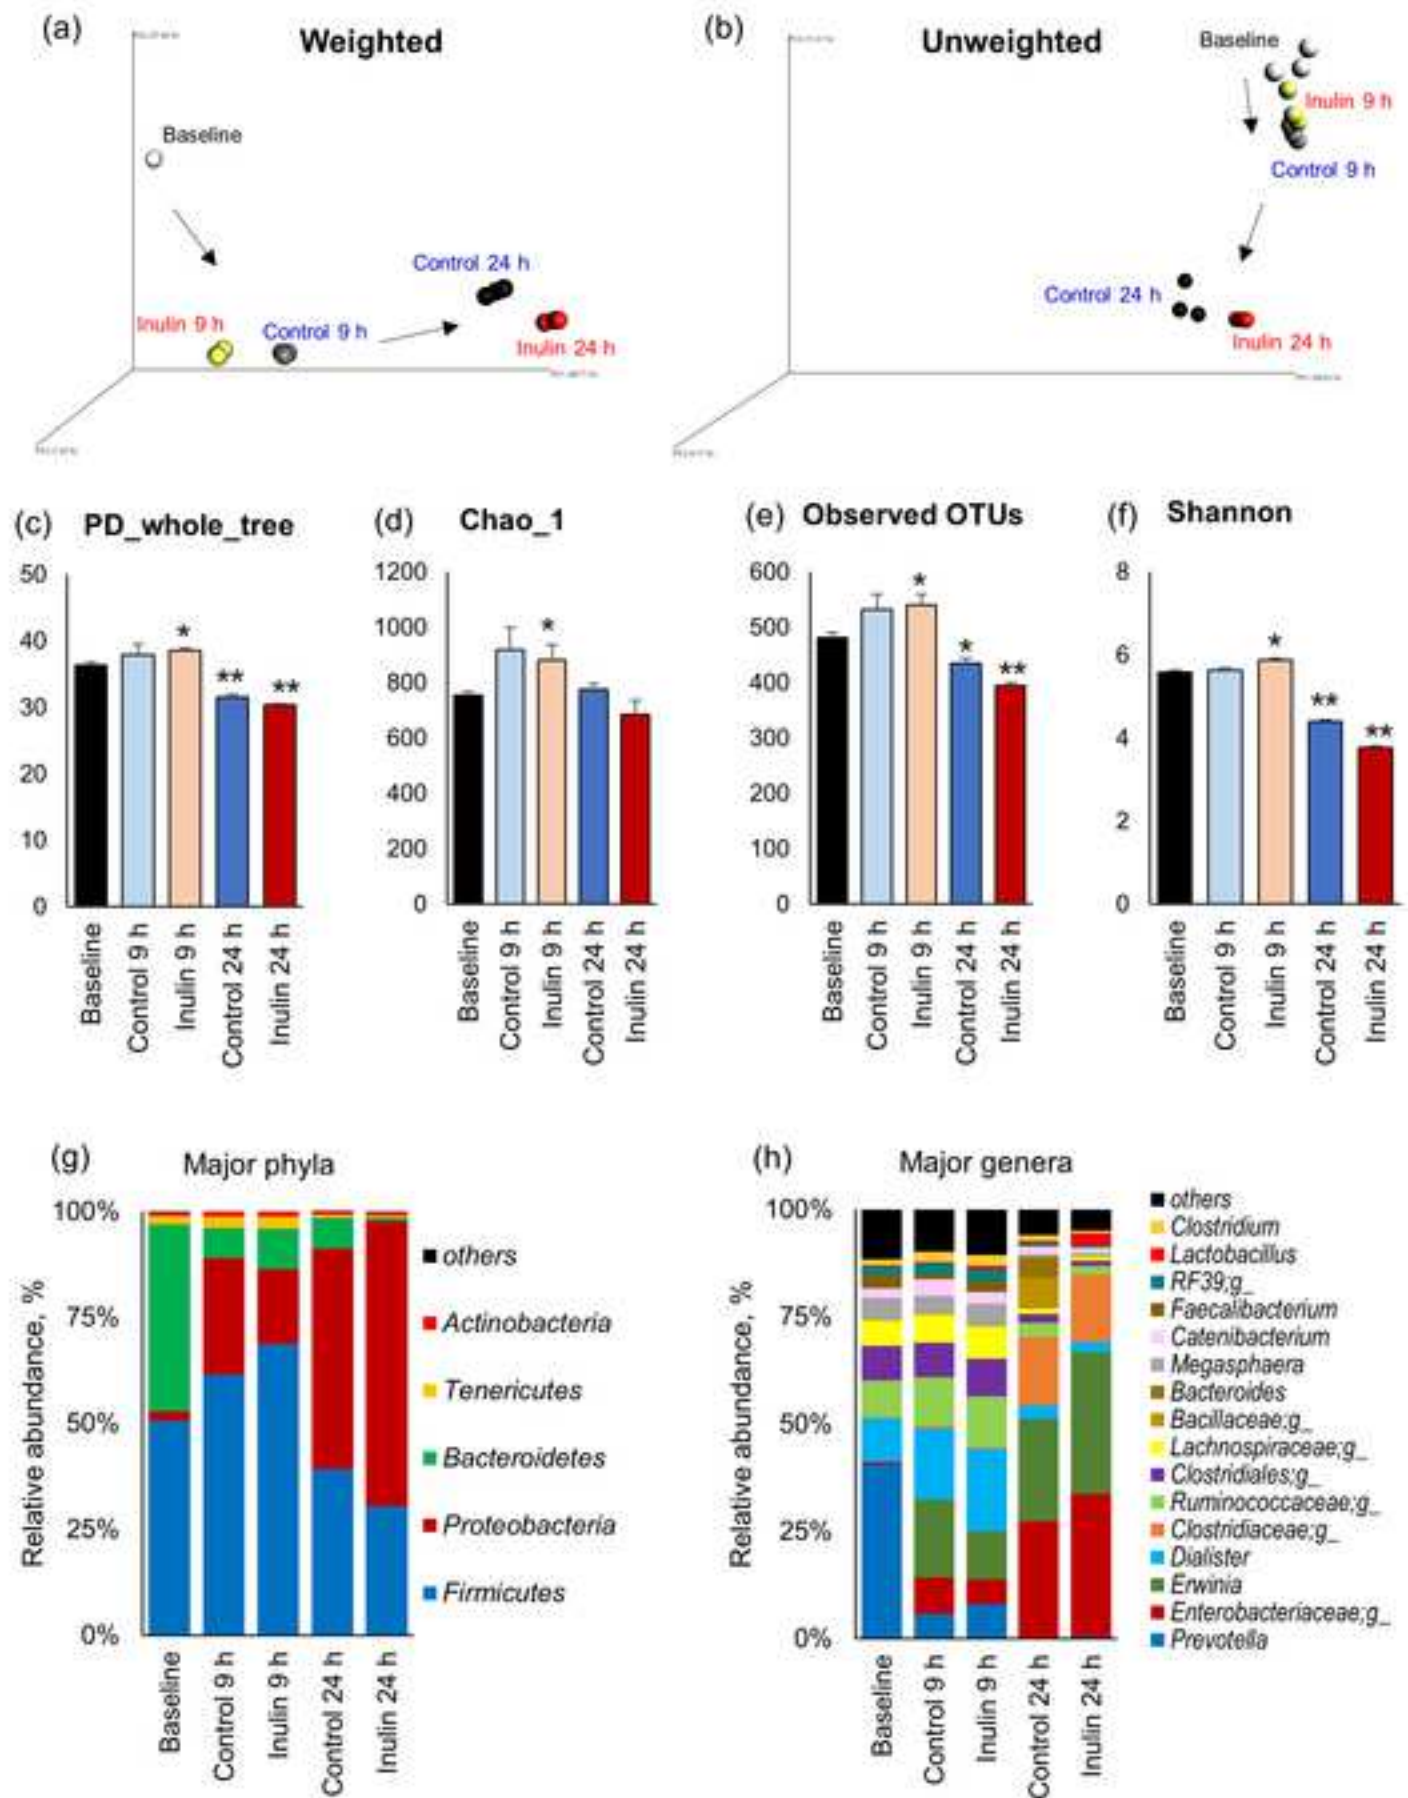 (a) Weighted
Baseline
Inulin 9 h
Control 9 h
Control 24 h
Inulin 24 h
(b) Unweighted
Baseline
Inulin 9 h
Control 9 h
Control 24 h
Inulin 24 h
(c) PD_whole_tree
50
40
30
20
10
0
*
**
**
Baseline
Control 9 h
Inulin 9 h
Control 24 h
Inulin 24 h
(d) Chao_1
1200
1000
800
600
400
200
0
*
Baseline
Control 9 h
Inulin 9 h
Control 24 h
Inulin 24 h
(e) Observed OTUs
600
500
400
300
200
100
0
*
*
**
Baseline
Control 9 h
Inulin 9 h
Control 24 h
Inulin 24 h
(f) Shannon
8
6
4
2
0
*
**
**
Baseline
Control 9 h
Inulin 9 h
Control 24 h
Inulin 24 h
(g) Major phyla
Relative abundance, %
100%
75%
50%
25%
0%
Baseline
Control 9 h
Inulin 9 h
Control 24 h
Inulin 24 h
others
Actinobacteria
Tenericutes
Bacteroidetes
Proteobacteria
Firmicutes
(h) Major genera
Relative abundance, %
100%
75%
50%
25%
0%
Baseline
Control 9 h
Inulin 9 h
Control 24 h
Inulin 24 h
others
Clostridium
Lactobacillus
RF39;g_
Faecalibacterium
Catenibacterium
Megasphaera
Bacteroides
Bacillaceae;g_
Lachnospiraceae;g_
Clostridiales;g_
Ruminococcaceae;g_
Clostridiaceae;g_
Dialister
Erwinia
Enterobacteriaceae;g_
Prevotella